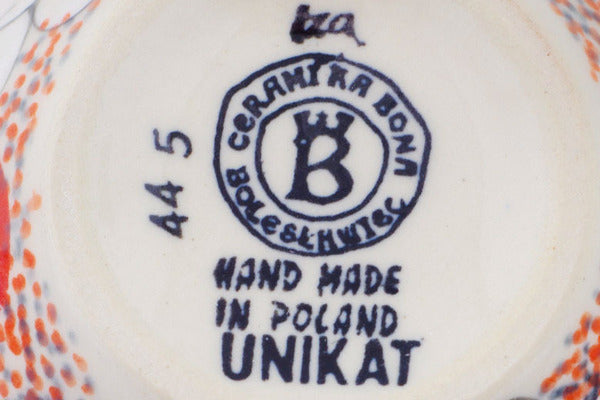 Iza
CERAMIKA BONA
B
BOLESŁAWIEC
445
HAND MADE
IN POLAND
UNIKAT